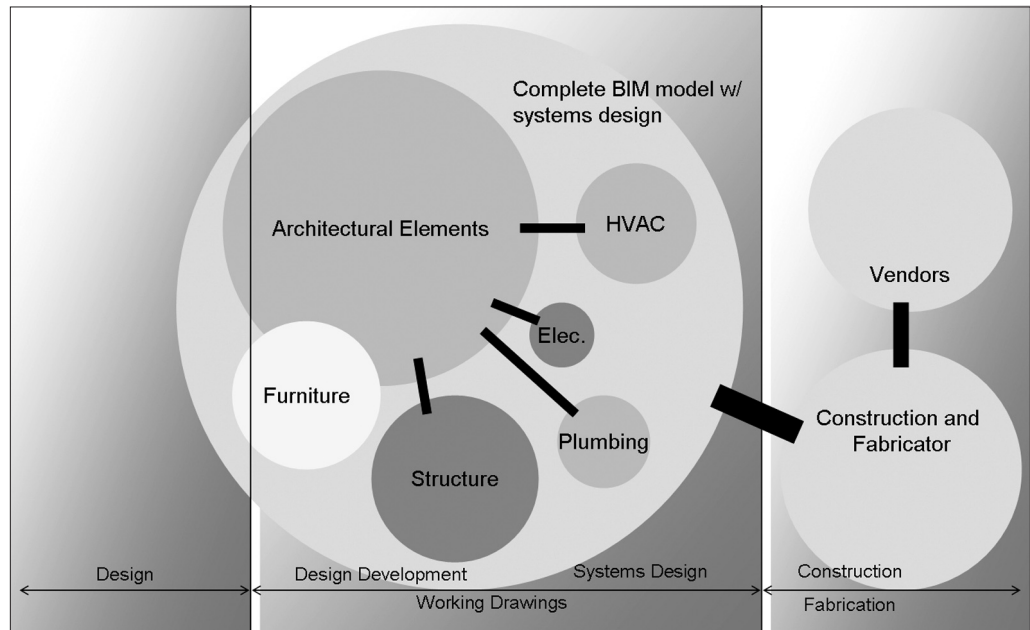 Complete BIM model w/
systems design
Architectural Elements
HVAC
Vendors
Elec.
Furniture
Plumbing
Construction and
Fabricator
Structure
Design
Design Development
Systems Design
Construction
Working Drawings
Fabrication